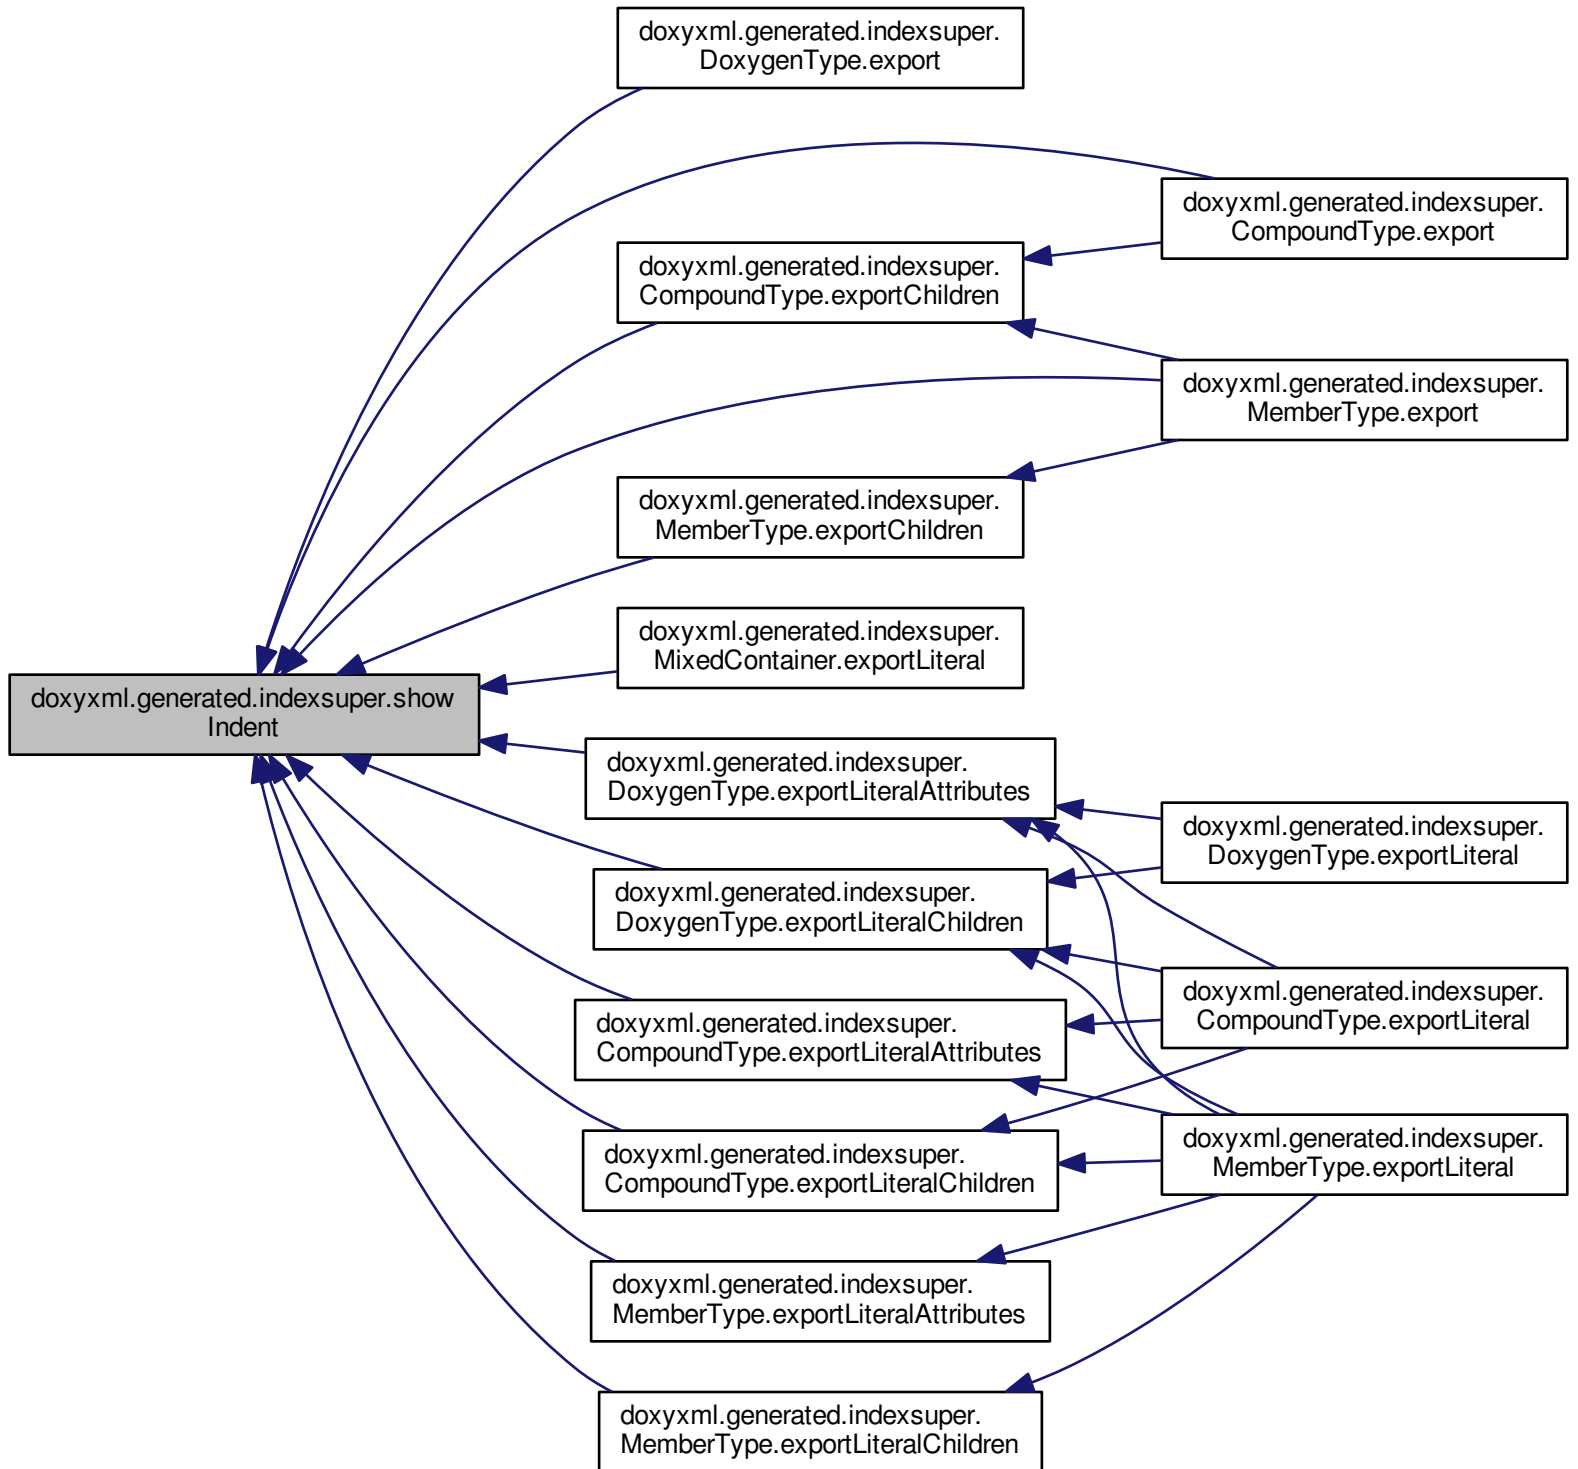 doxyxml.generated.indexsuper.
DoxygenType.export
doxyxml.generated.indexsuper.
CompoundType.export
doxyxml.generated.indexsuper.
CompoundType.exportChildren
doxyxml.generated.indexsuper.
MemberType.export
doxyxml.generated.indexsuper.
MemberType.exportChildren
doxyxml.generated.indexsuper.
MixedContainer.exportLiteral
doxyxml.generated.indexsuper.show
Indent
doxyxml.generated.indexsuper.
DoxygenType.exportLiteralAttributes
doxyxml.generated.indexsuper.
DoxygenType.exportLiteral
doxyxml.generated.indexsuper.
DoxygenType.exportLiteralChildren
doxyxml.generated.indexsuper.
CompoundType.exportLiteral
doxyxml.generated.indexsuper.
CompoundType.exportLiteralAttributes
doxyxml.generated.indexsuper.
MemberType.exportLiteral
doxyxml.generated.indexsuper.
CompoundType.exportLiteralChildren
doxyxml.generated.indexsuper.
MemberType.exportLiteralAttributes
doxyxml.generated.indexsuper.
MemberType.exportLiteralChildren